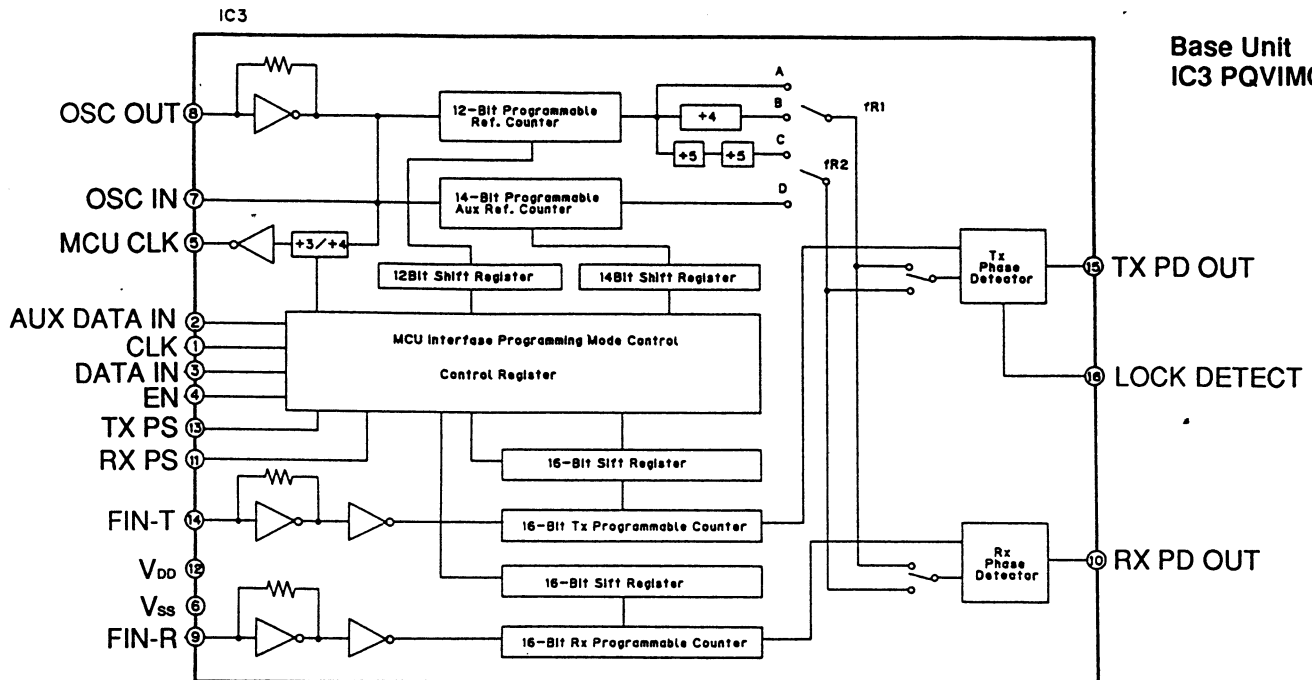 IC3
Base Unit
IC3 PQVIM
OSC OUT 8
12-Bit Programmable
Ref. Counter
A
B
÷4
fR1
C
÷5
÷5
fR2
OSC IN 7
14-Bit Programmable
Aux Ref. Counter
D
MCU CLK 5
÷3/÷4
12Bit Shift Register
14Bit Shift Register
Tx
Phase
Detector
15 TX PD OUT
AUX DATA IN 2
CLK 1
DATA IN 3
EN 4
TX PS 13
RX PS 11
MCU Interfase Programming Mode Control
Control Register
16 LOCK DETECT
16-Bit Sift Register
FIN-T 14
16-Bit Tx Programmable Counter
VDD 12
16-Bit Sift Register
Rx
Phase
Detector
10 RX PD OUT
VSS 6
FIN-R 9
16-Bit Rx Programmable Counter